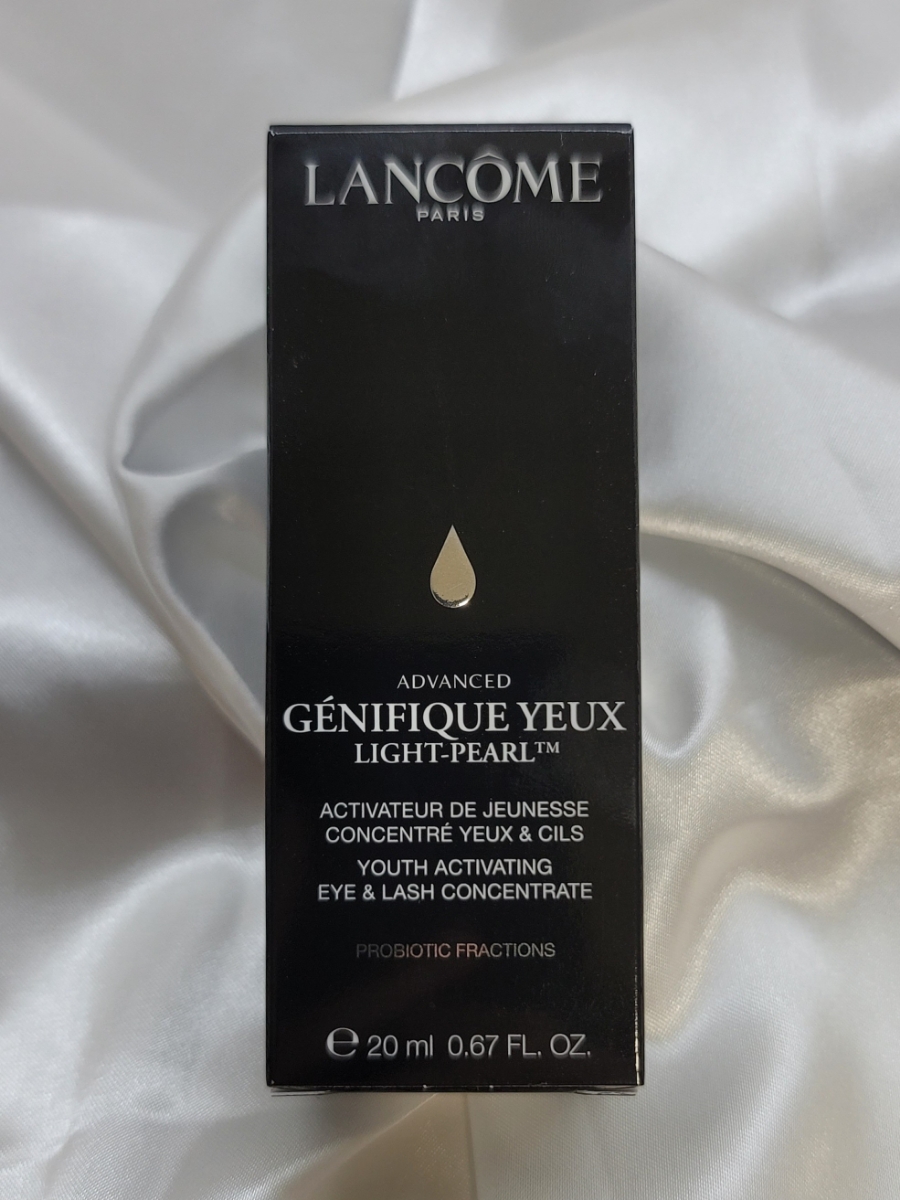 LANCÔME
PARIS
ADVANCED
GÉNIFIQUE YEUX
LIGHT-PEARL™
ACTIVATEUR DE JEUNESSE
CONCENTRÉ YEUX & CILS
YOUTH ACTIVATING
EYE & LASH CONCENTRATE
PROBIOTIC FRACTIONS
℮ 20 ml 0.67 FL. OZ.